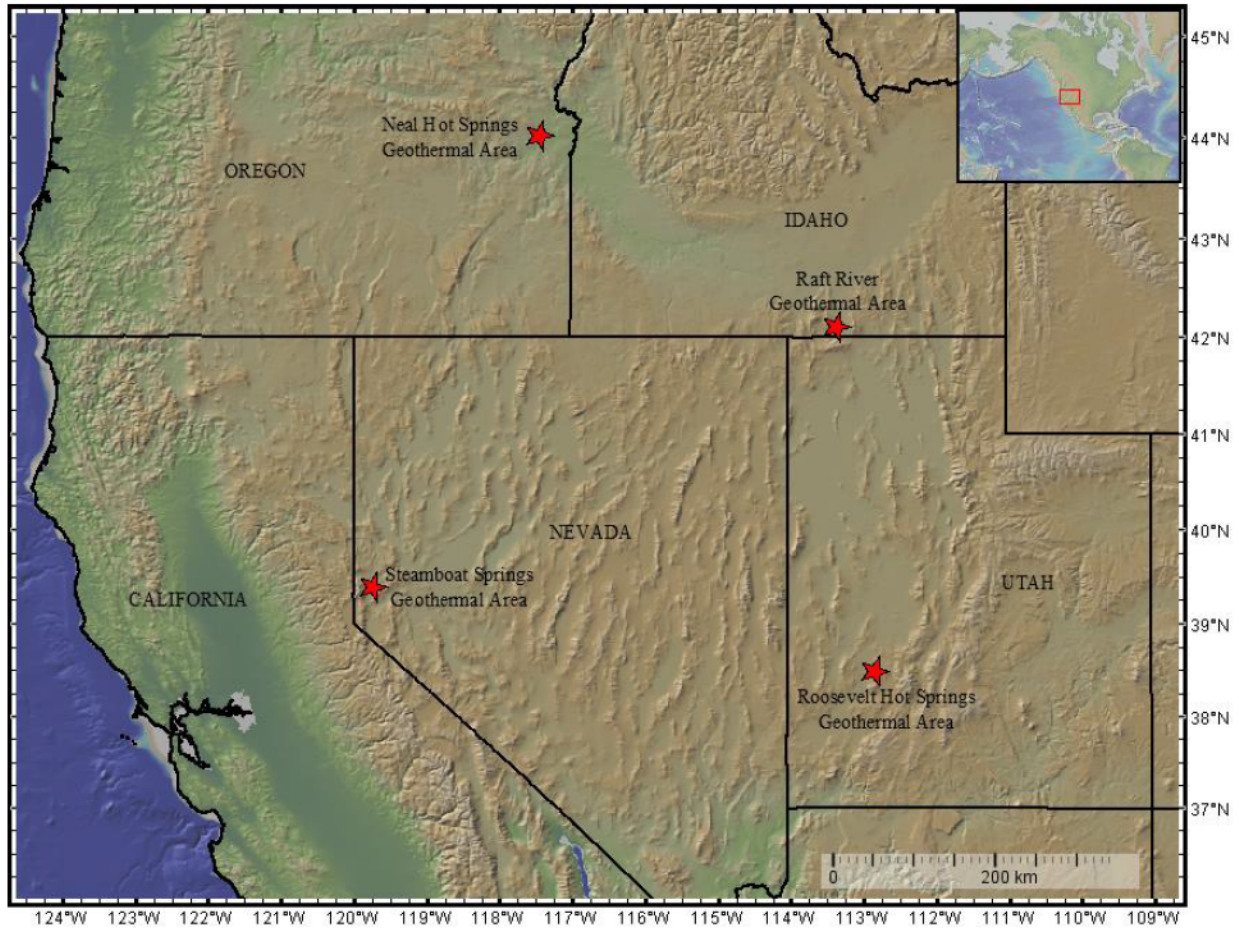 45°N
Neal Hot Springs
Geothermal Area
44°N
OREGON
IDAHO
43°N
Raft River
Geothermal Area
42°N
41°N
NEVADA
40°N
Steamboat Springs
Geothermal Area
UTAH
CALIFORNIA
39°N
Roosevelt Hot Springs
Geothermal Area
38°N
37°N
0 200 km
124°W 123°W 122°W 121°W 120°W 119°W 118°W 117°W 116°W 115°W 114°W 113°W 112°W 111°W 110°W 109°W